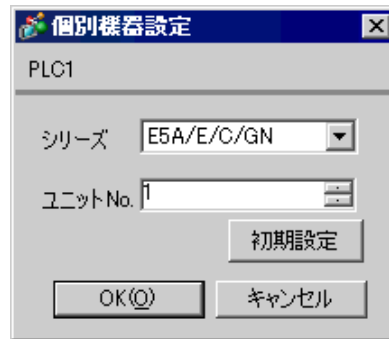 個別機器設定
PLC1
シリーズ E5A/E/C/GN
ユニットNo. 1
初期設定
OK(O) キャンセル